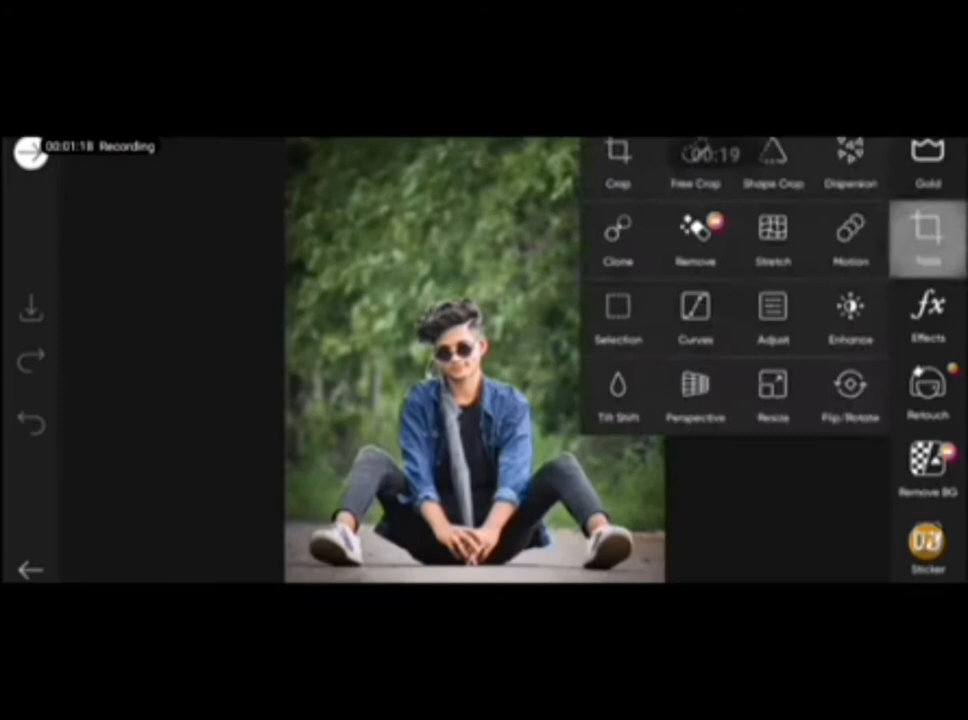 00:01:18 Recording
00:19
Crop Free Crop Shape Crop Dispersion Gold
Clone Remove Stretch Motion Tools
Selection Curves Adjust Enhance Effects
Tilt Shift Perspective Resize Flip/Rotate Retouch
Remove BG
Sticker